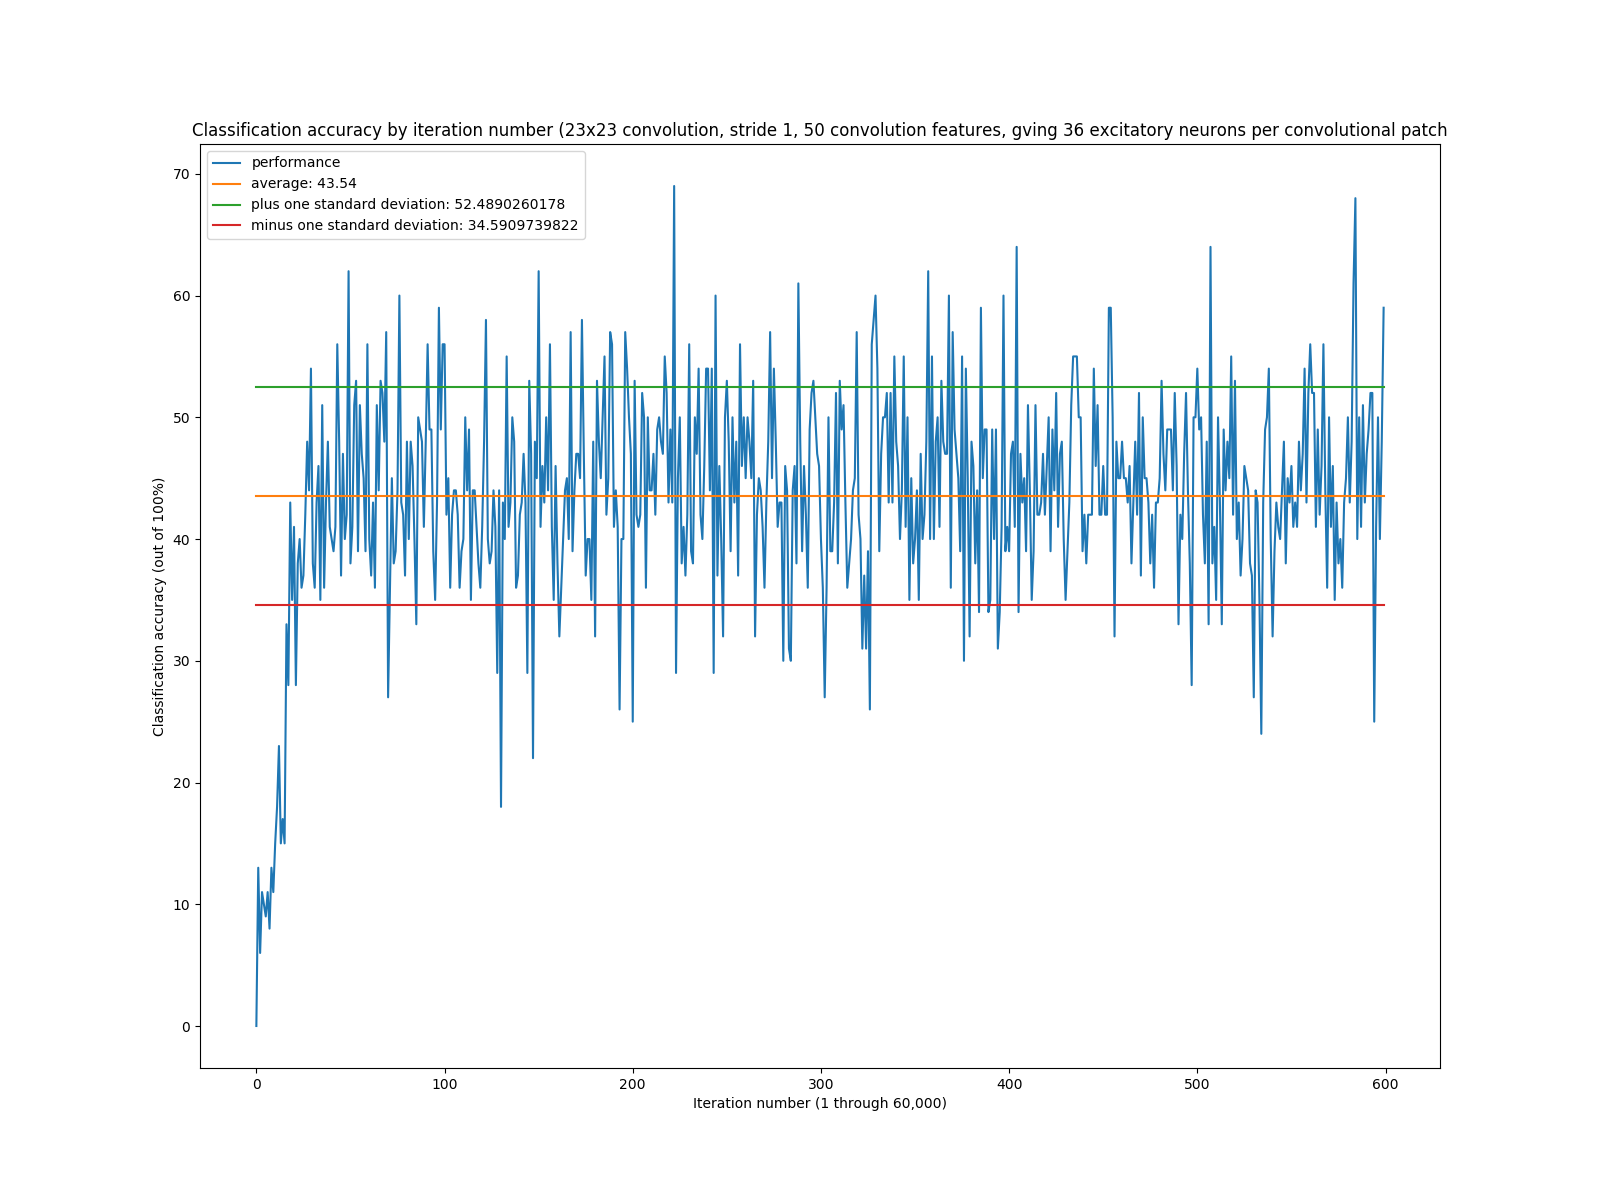 Classification accuracy by iteration number (23x23 convolution, stride 1, 50 convolution features, gving 36 excitatory neurons per convolutional patch
performance
average: 43.54
plus one standard deviation: 52.4890260178
minus one standard deviation: 34.5909739822
70
60
50
40
30
20
10
0
Classification accuracy (out of 100%)
0 100 200 300 400 500 600
Iteration number (1 through 60,000)